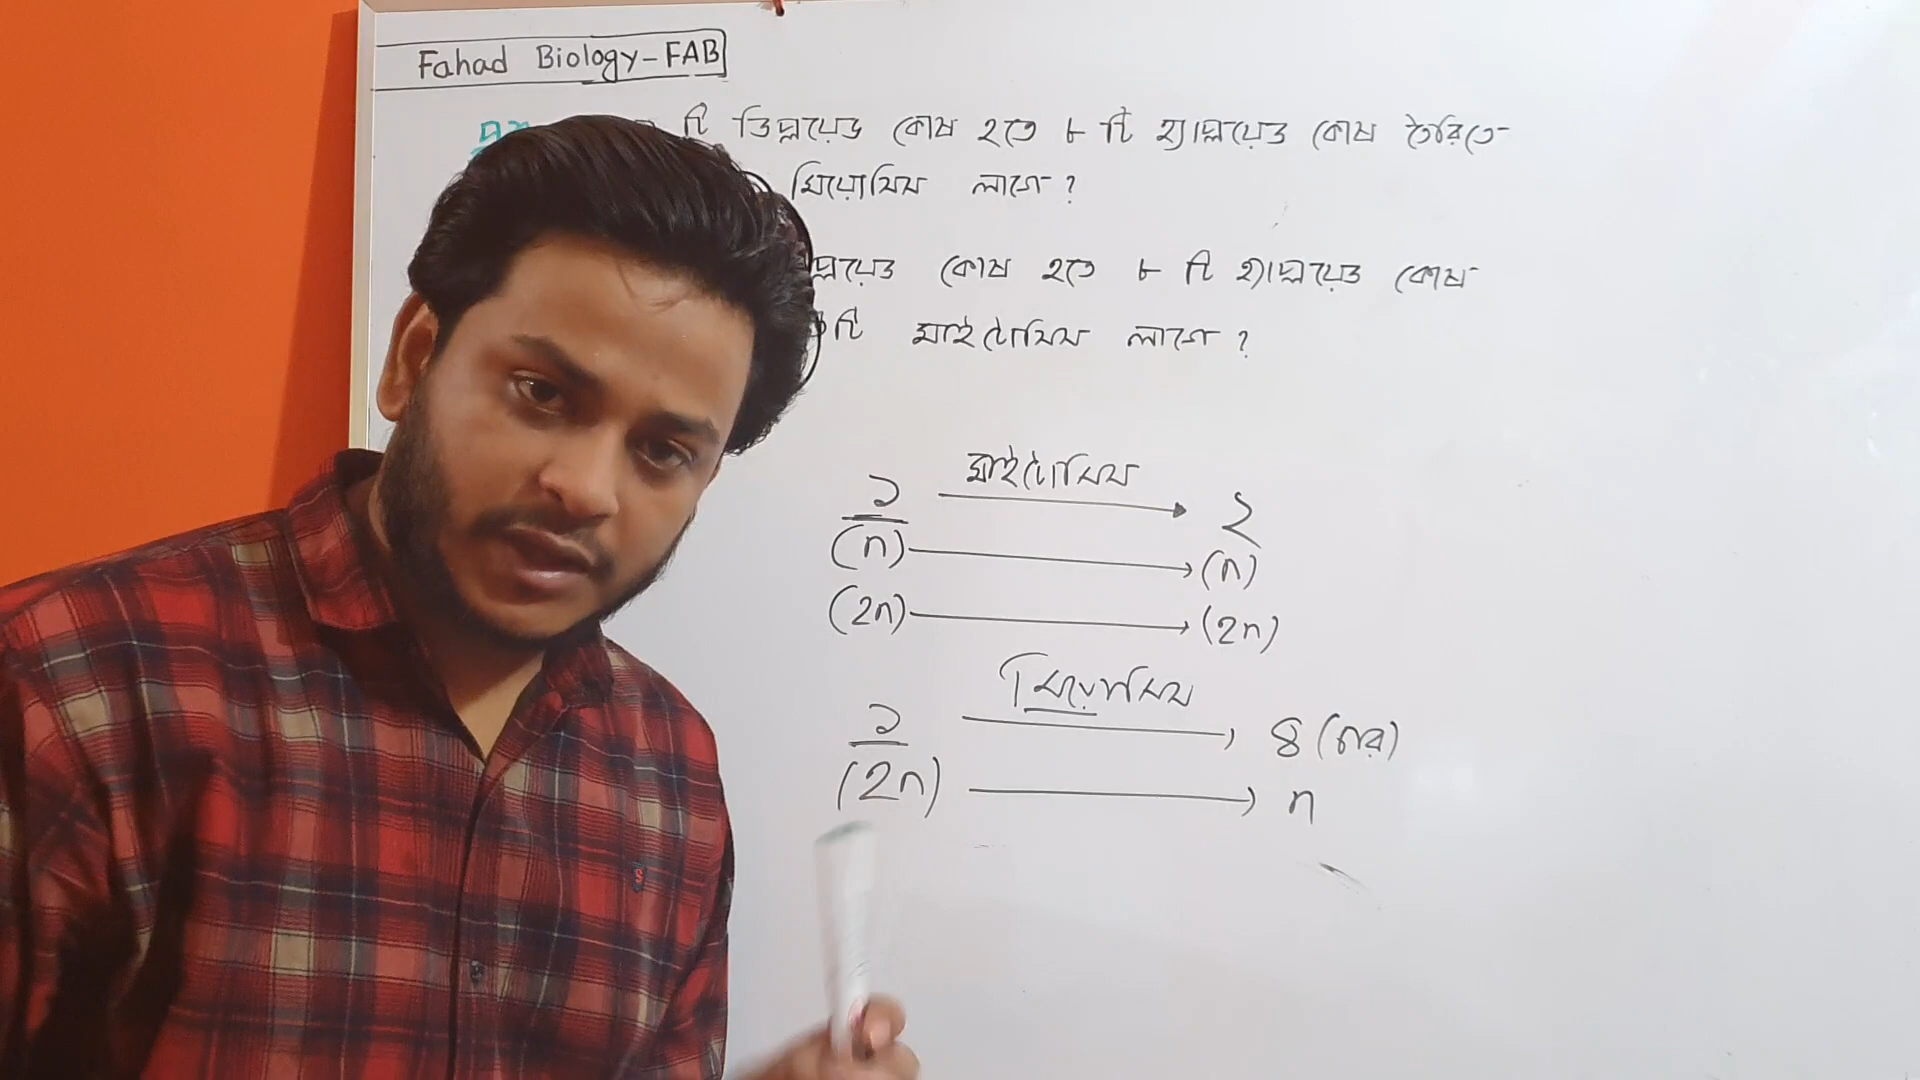 Fahad Biology-FAB
টি ডিপ্লয়েড কোষ হতে ৮ টি হ্যাপ্লয়েড কোষ তৈরিতে
মিয়োসিস লাগে ?
প্লয়েড কোষ হতে ৮ টি হ্যাপ্লয়েড কোষ
টি মাইটোসিস লাগে ?
মাইটোসিস
১ ২
(n) (n)
(2n) (2n)
মিয়োসিস
১ ৪ (চার)
(2n) n